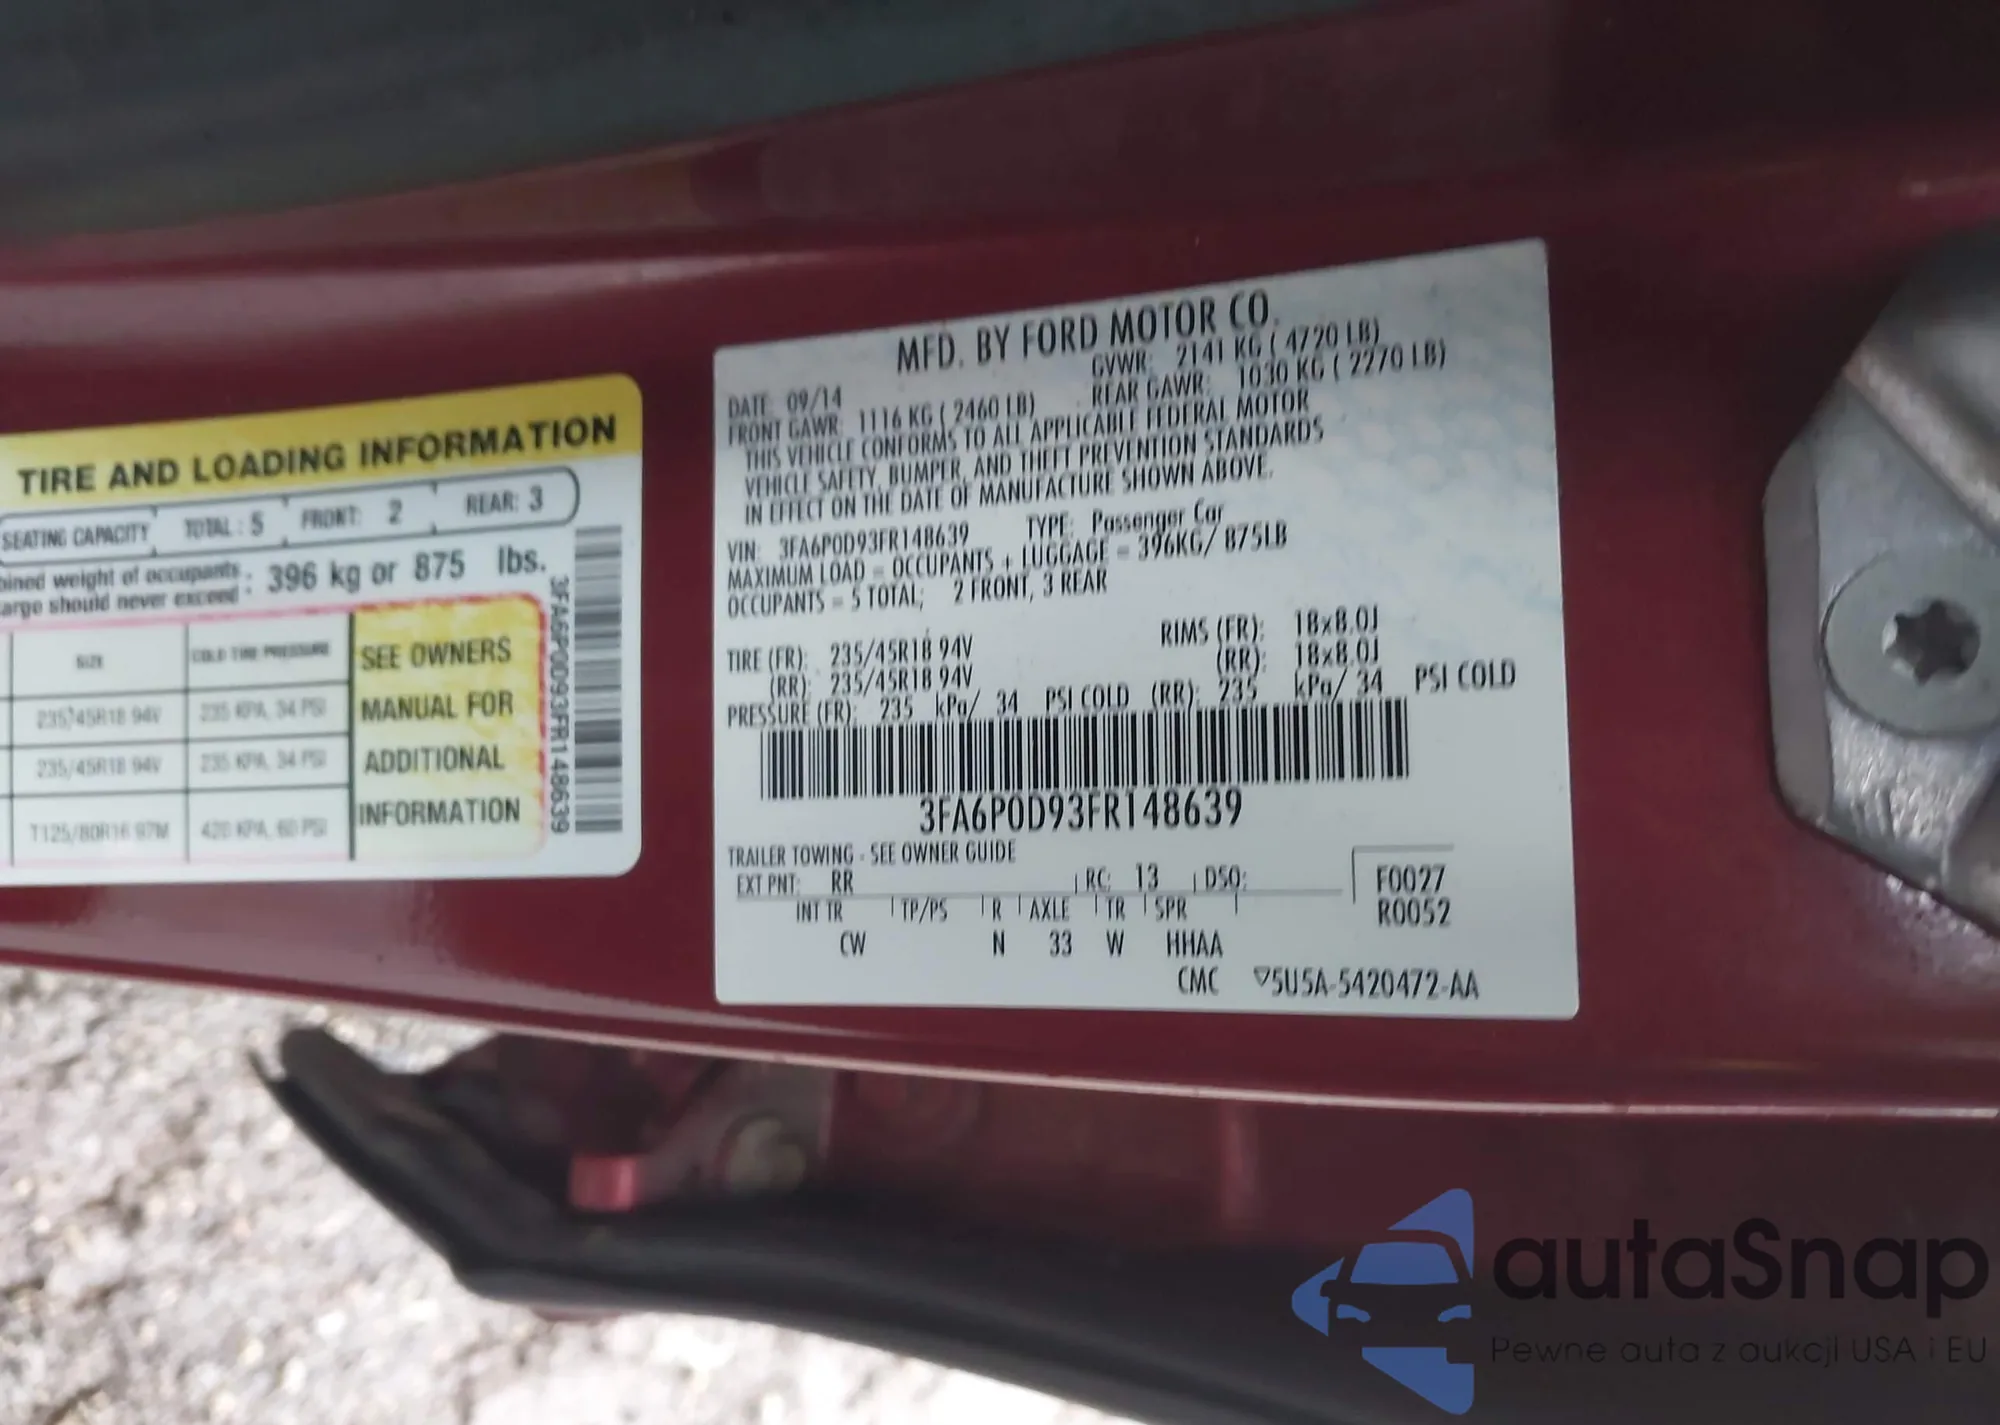 TIRE AND LOADING INFORMATION
SEATING CAPACITY TOTAL: 5 FRONT: 2 REAR: 3
weight of occupants
should never exceed : 396 kg or 875 lbs.
SIZE COLD TIRE PRESSURE
235/45R18 94V 235 KPA, 34 PSI
235/45R18 94V 235 KPA, 34 PSI
T125/80R16 97M 420 KPA, 60 PSI
SEE OWNERS
MANUAL FOR
ADDITIONAL
INFORMATION
3FA6P0D93FR148639
MFD. BY FORD MOTOR CO.
DATE: 09/14 GVWR: 2141 KG ( 4720 LB)
FRONT GAWR: 1116 KG ( 2460 LB) REAR GAWR: 1030 KG ( 2270 LB)
THIS VEHICLE CONFORMS TO ALL APPLICABLE FEDERAL MOTOR
VEHICLE SAFETY, BUMPER, AND THEFT PREVENTION STANDARDS
IN EFFECT ON THE DATE OF MANUFACTURE SHOWN ABOVE.
VIN: 3FA6P0D93FR148639 TYPE: Passenger Car
MAXIMUM LOAD = OCCUPANTS + LUGGAGE = 396KG/ 875LB
OCCUPANTS = 5 TOTAL; 2 FRONT, 3 REAR
TIRE (FR): 235/45R18 94V RIMS (FR): 18x8.0J
(RR): 235/45R18 94V (RR): 18x8.0J
PRESSURE (FR): 235 kPa/ 34 PSI COLD (RR): 235 kPa/ 34 PSI COLD
3FA6P0D93FR148639
TRAILER TOWING - SEE OWNER GUIDE
EXT PNT: RR RC: 13 DSO: F0027
INT TR TP/PS R AXLE TR SPR R0052
CW N 33 W HHAA
CMC ▽5U5A-5420472-AA
autaSnap
Pewne auta z aukcji USA i EU